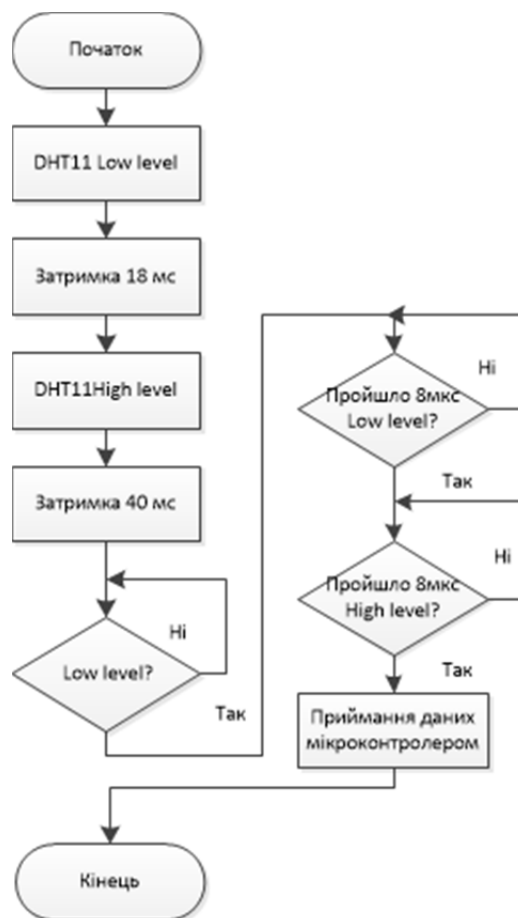 Початок
DHT11 Low level
Затримка 18 мс
DHT11High level
Затримка 40 мс
Low level?
Ні
Так
Пройшло 8мкс
Low level?
Ні
Так
Пройшло 8мкс
High level?
Ні
Так
Приймання даних
мікроконтролером
Кінець